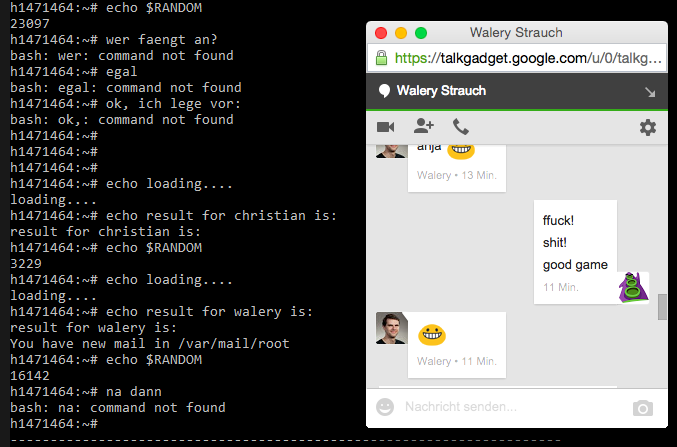 h1471464:~# echo $RANDOM
23097
h1471464:~# wer faengt an?
bash: wer: command not found
h1471464:~# egal
bash: egal: command not found
h1471464:~# ok, ich lege vor:
bash: ok,: command not found
h1471464:~#
h1471464:~#
h1471464:~#
h1471464:~# echo loading....
loading....
h1471464:~# echo result for christian is:
result for christian is:
h1471464:~# echo $RANDOM
3229
h1471464:~# echo loading....
loading....
h1471464:~# echo result for walery is:
result for walery is:
You have new mail in /var/mail/root
h1471464:~# echo $RANDOM
16142
h1471464:~# na dann
bash: na: command not found
h1471464:~#
Walery Strauch
https://talkgadget.google.com/u/0/talkg...
Walery Strauch
anja
Walery • 13 Min.
ffuck!
shit!
good game
11 Min.
Walery • 11 Min.
Nachricht senden...